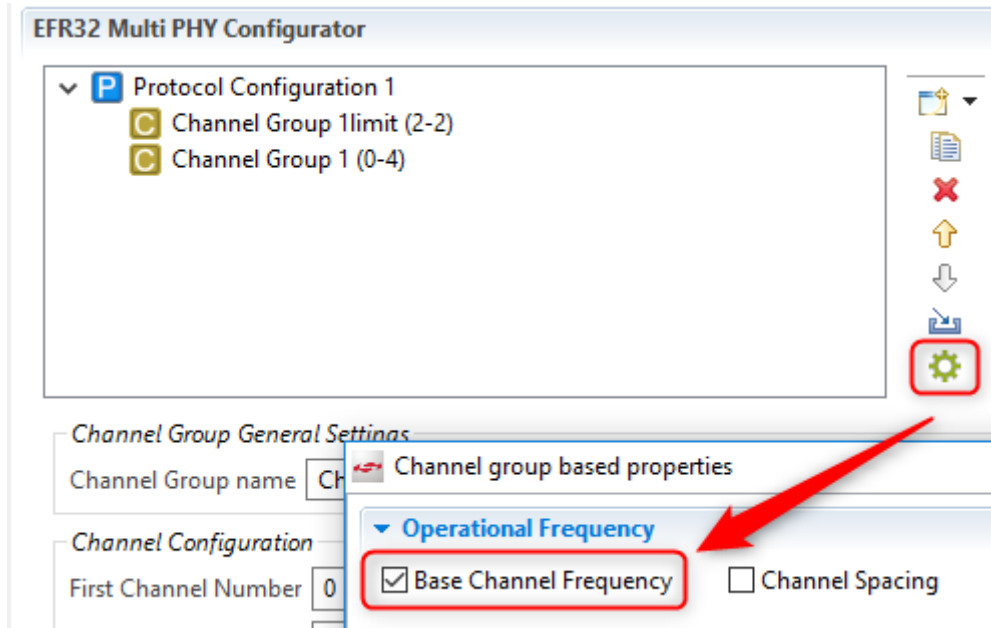 EFR32 Multi PHY Configurator
P Protocol Configuration 1
C Channel Group 1limit (2-2)
C Channel Group 1 (0-4)
Channel Group General Settings
Channel Group name Ch
Channel group based properties
Operational Frequency
Channel Configuration
Base Channel Frequency Channel Spacing
First Channel Number 0